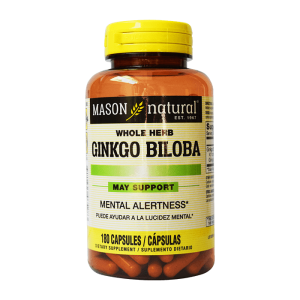 MASON natural®
EST. 1967
WHOLE HERB
GINKGO BILOBA
MAY SUPPORT
MENTAL ALERTNESS*
PUEDE AYUDAR A LA LUCIDEZ MENTAL*
180 CAPSULES / CÁPSULAS
DIETARY SUPPLEMENT / SUPLEMENTO DIETARIO